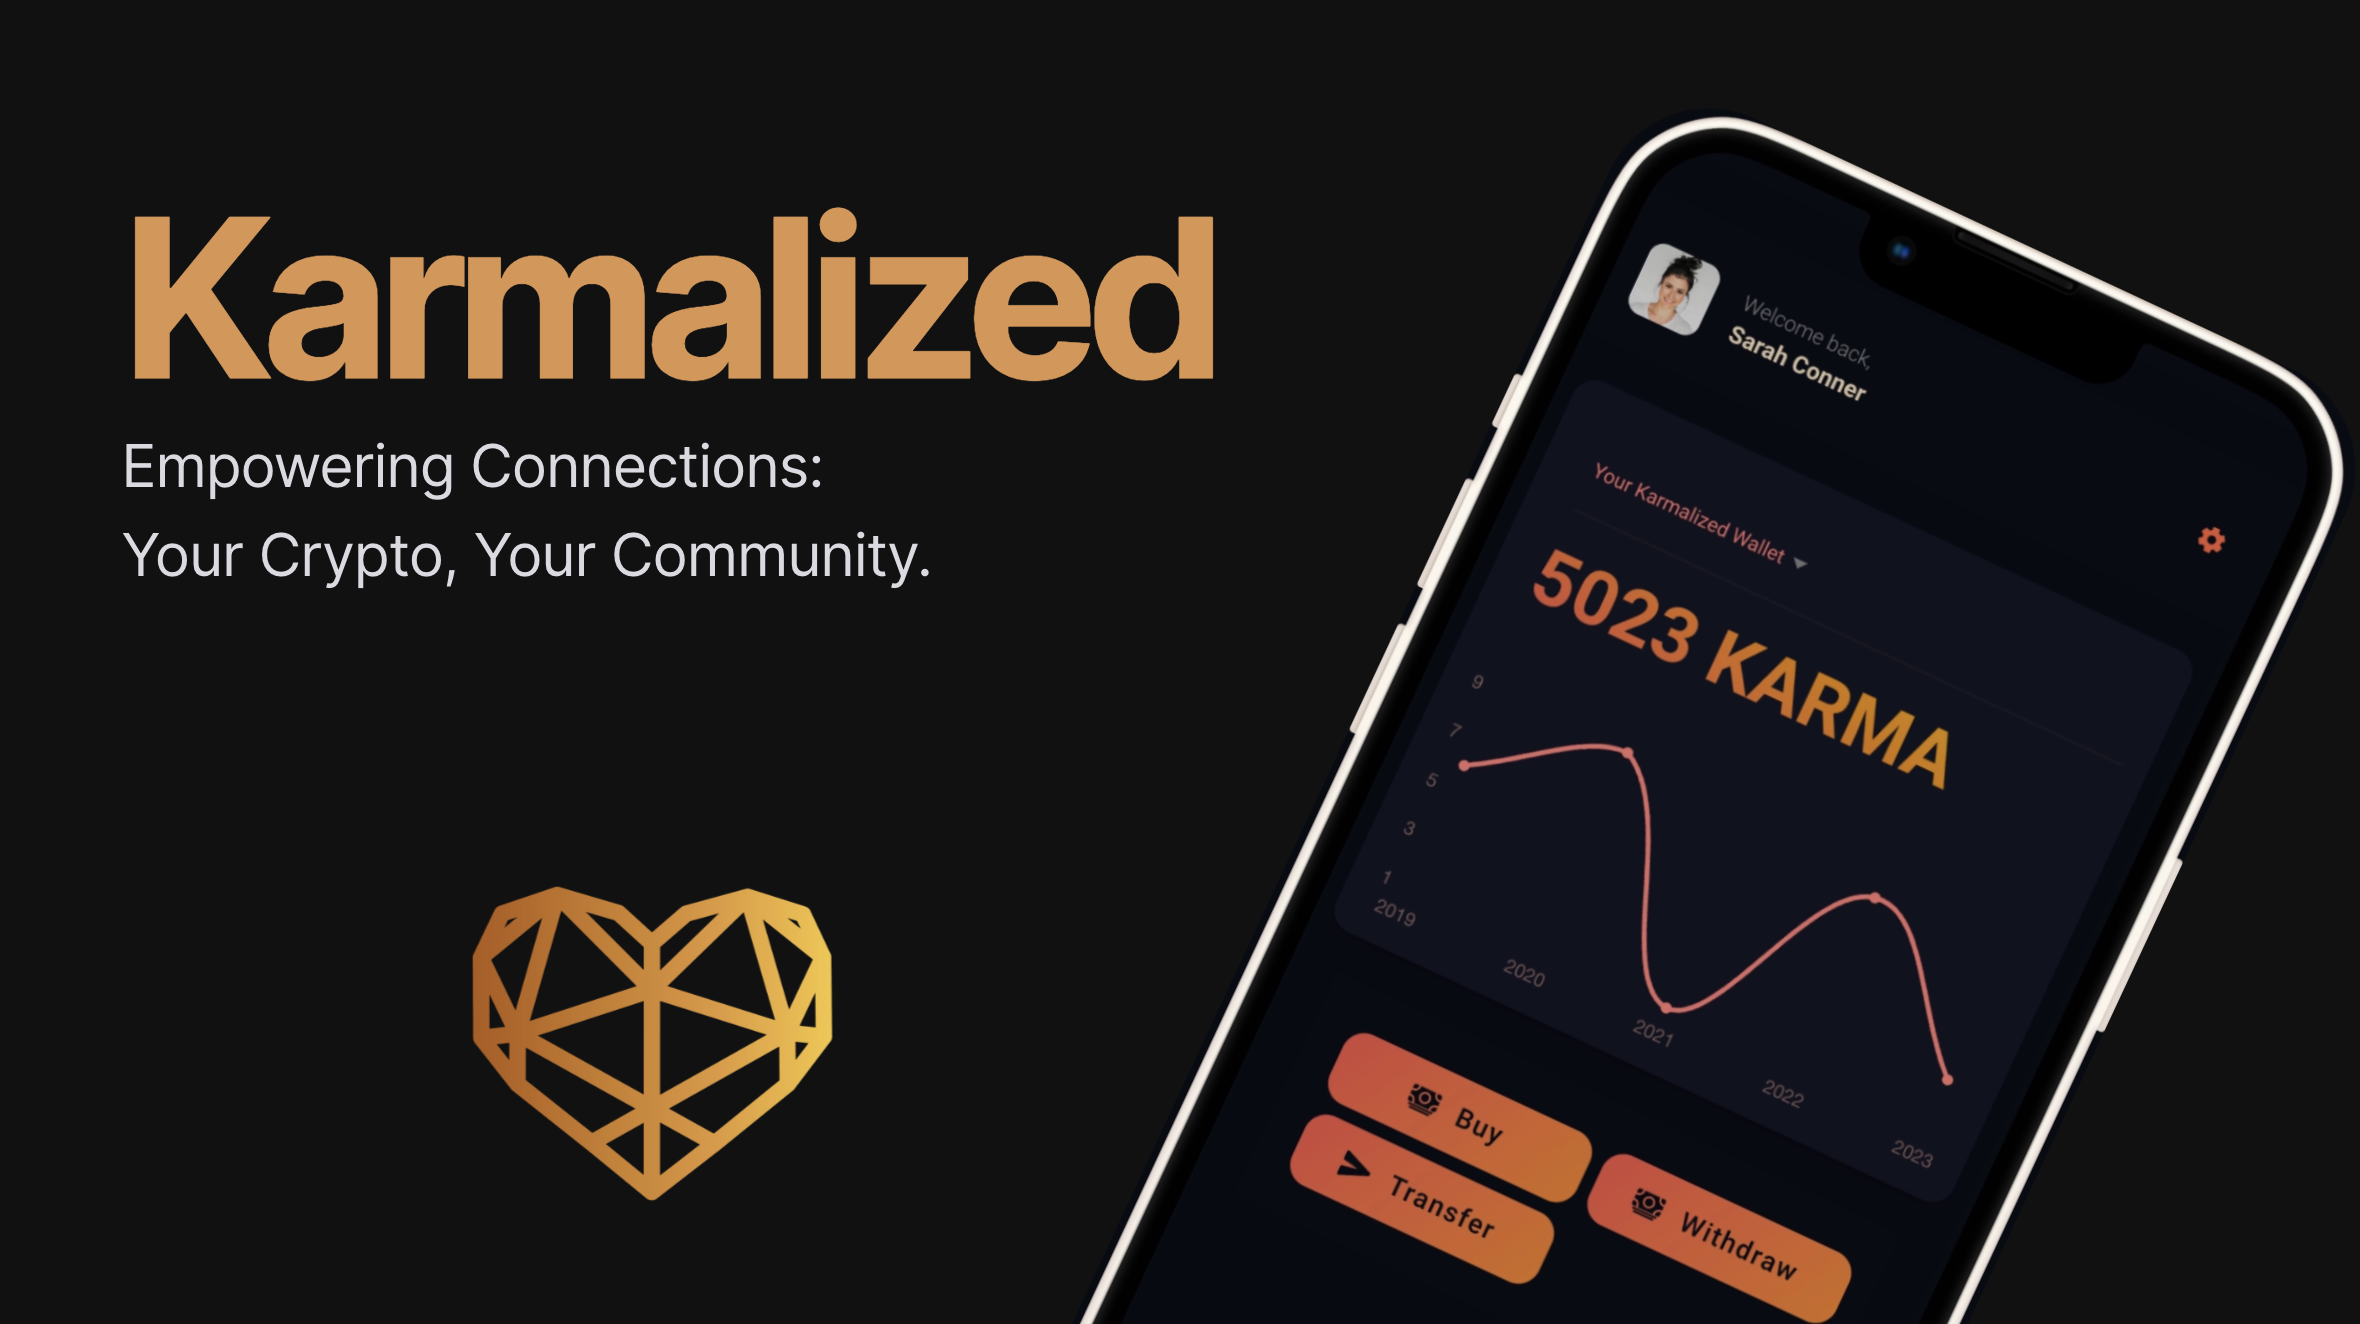 Karmalized
Empowering Connections:
Your Crypto, Your Community.
Welcome back,
Sarah Conner
Your Karmalized Wallet
5023 KARMA
9
7
5
3
1
2019
2020
2021
2022
2023
Buy
Transfer
Withdraw